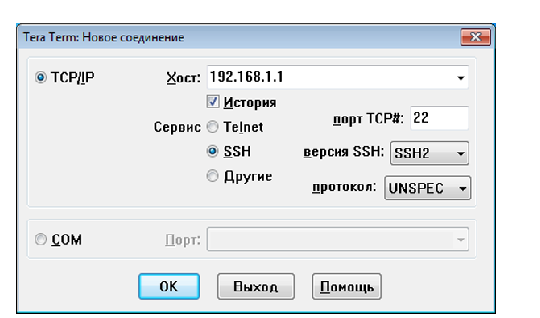 Tera Term: Новое соединение
TCP/IP Хост: 192.168.1.1
История
Сервис Telnet порт TCP#: 22
SSH версия SSH: SSH2
Другие протокол: UNSPEC
COM Порт:
OK Выход Помощь